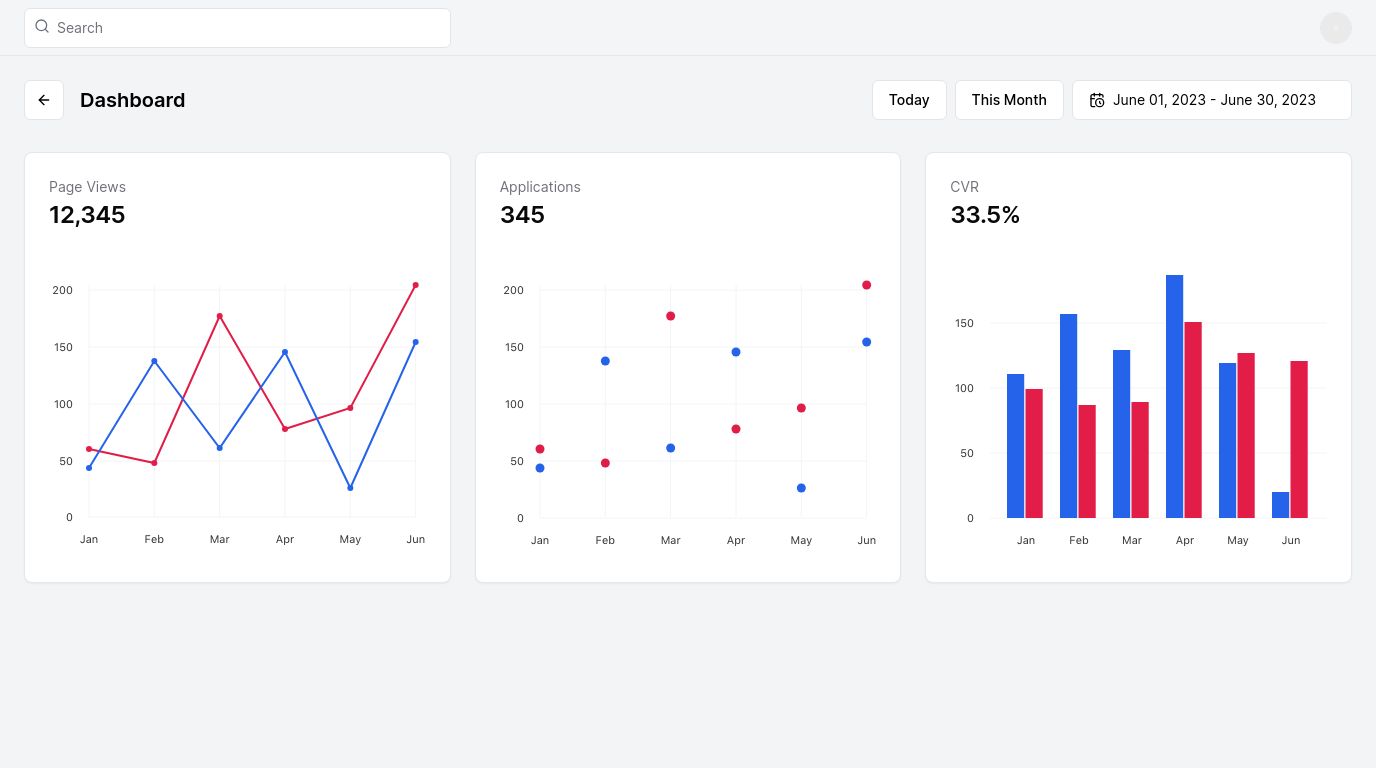 Search
Dashboard
Today
This Month
June 01, 2023 - June 30, 2023
Page Views
12,345
200
150
100
50
0
Jan Feb Mar Apr May Jun
Applications
345
200
150
100
50
0
Jan Feb Mar Apr May Jun
CVR
33.5%
150
100
50
0
Jan Feb Mar Apr May Jun